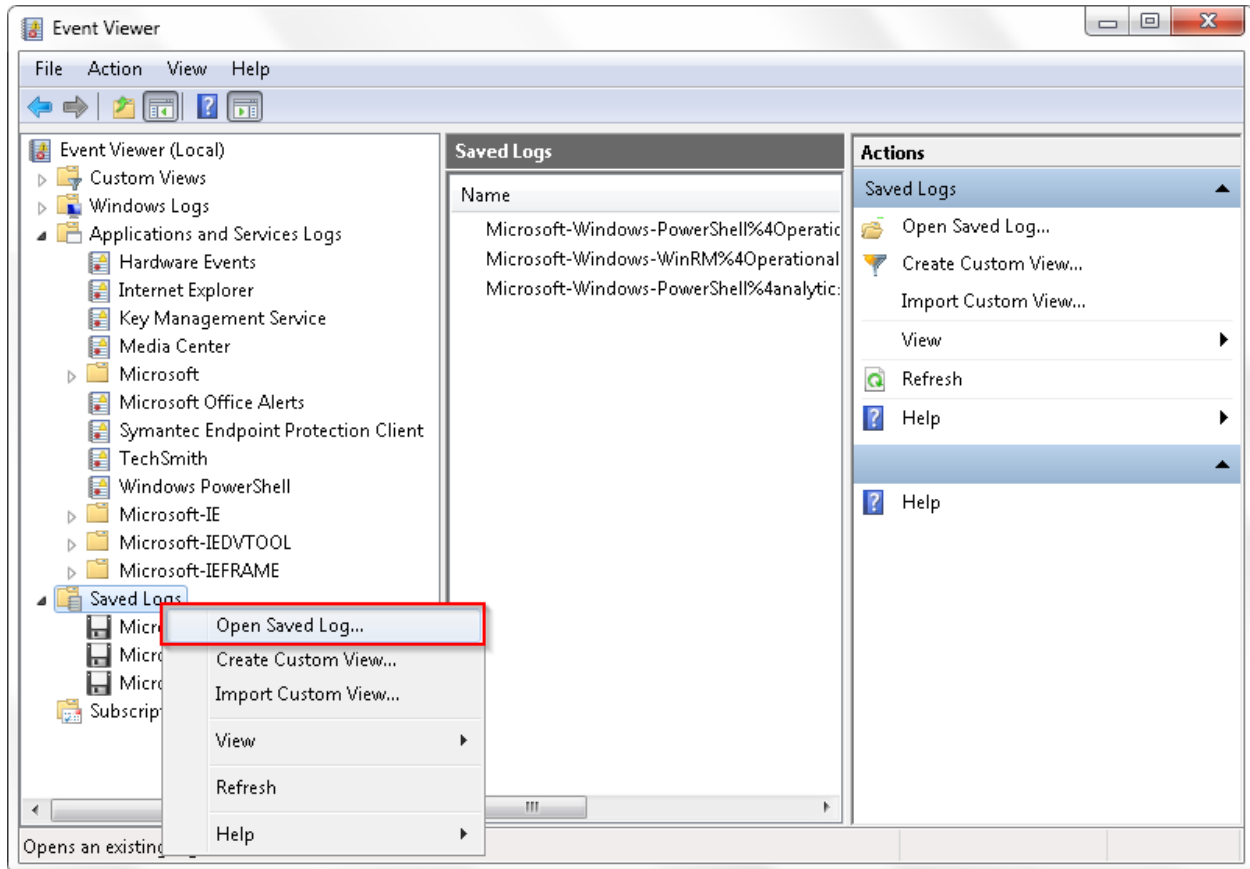 Event Viewer
File Action View Help
Event Viewer (Local)
Custom Views
Windows Logs
Applications and Services Logs
Hardware Events
Internet Explorer
Key Management Service
Media Center
Microsoft
Microsoft Office Alerts
Symantec Endpoint Protection Client
TechSmith
Windows PowerShell
Microsoft-IE
Microsoft-IEDVTOOL
Microsoft-IEFRAME
Saved Logs
Micr
Micr
Micr
Subscrip
Open Saved Log...
Create Custom View...
Import Custom View...
View
Refresh
Help
Opens an existing
Saved Logs
Name
Microsoft-Windows-PowerShell%4Operatic
Microsoft-Windows-WinRM%4Operational
Microsoft-Windows-PowerShell%4analytic
Actions
Saved Logs
Open Saved Log...
Create Custom View...
Import Custom View...
View
Refresh
Help
Help